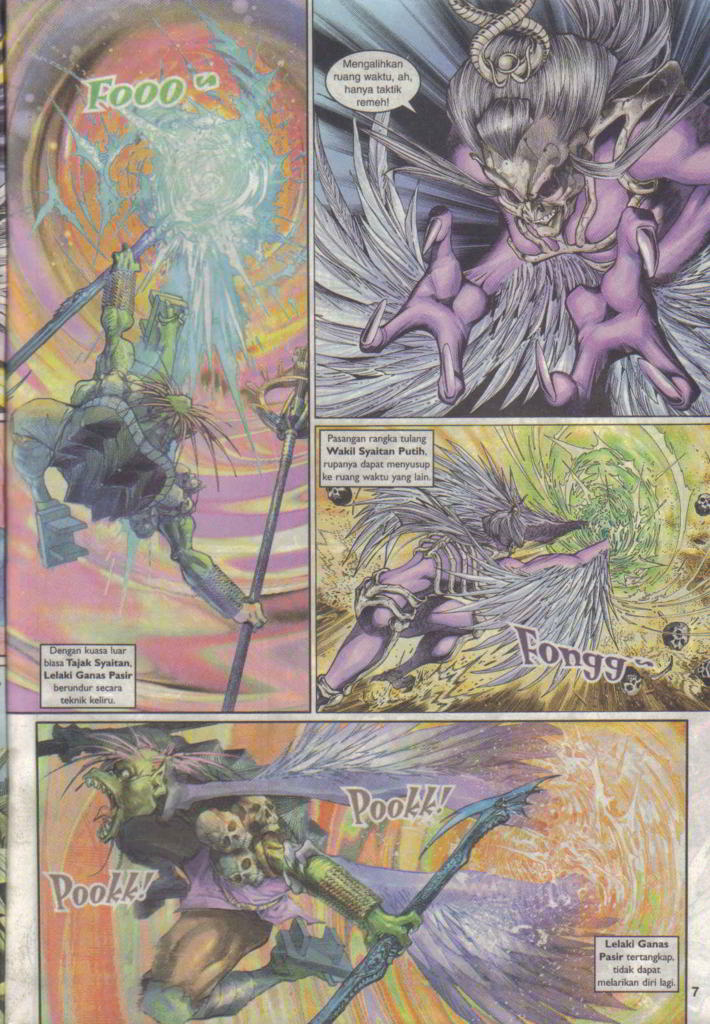 Fooo~
Dengan kuasa luar
biasa Tajak Syaitan,
Lelaki Ganas Pasir
berundur secara
teknik keliru.
Mengalihkan
ruang waktu, ah,
hanya taktik
remeh!
Pasangan rangka tulang
Wakil Syaitan Putih,
rupanya dapat menyusup
ke ruang waktu yang lain.
Fongg~
Pookk!
Pookk!
Lelaki Ganas
Pasir tertangkap,
tidak dapat
melarikan diri lagi.
7